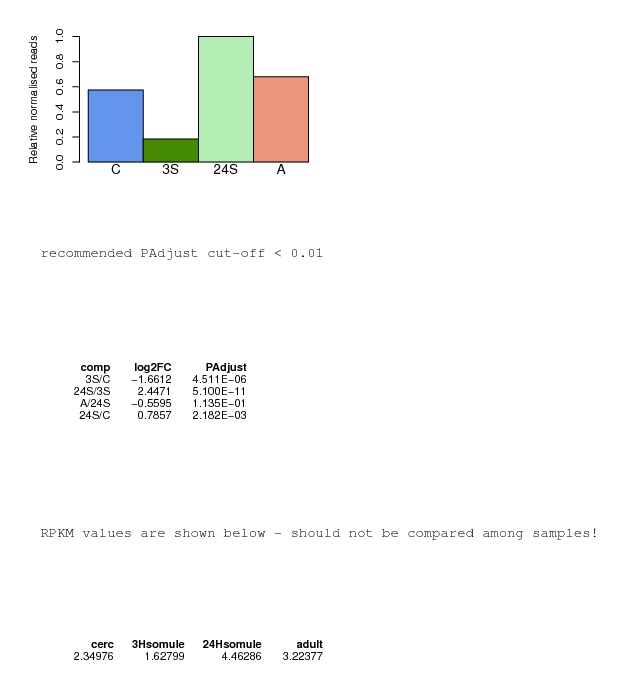 Relative normalised reads
1.0
0.8
0.6
0.4
0.2
0.0
C 3S 24S A
recommended PAdjust cut-off < 0.01
comp log2FC PAdjust
3S/C −1.6612 4.511E−06
24S/3S 2.4471 5.100E−11
A/24S −0.5595 1.135E−01
24S/C 0.7857 2.182E−03
RPKM values are shown below - should not be compared among samples!
cerc 3Hsomule 24Hsomule adult
2.34976 1.62799 4.46286 3.22377